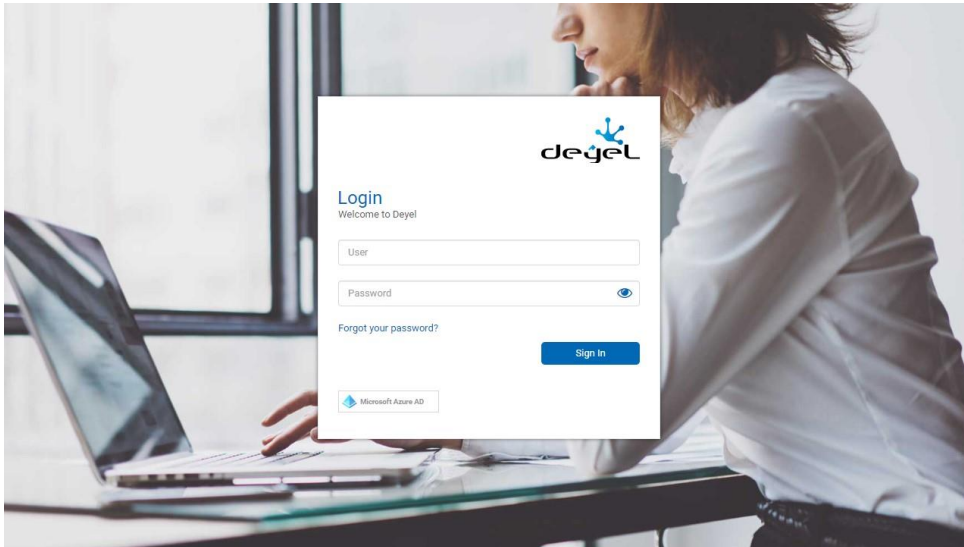 deyel
Login
Welcome to Deyel
User
Password
Forgot your password?
Sign In
Microsoft Azure AD